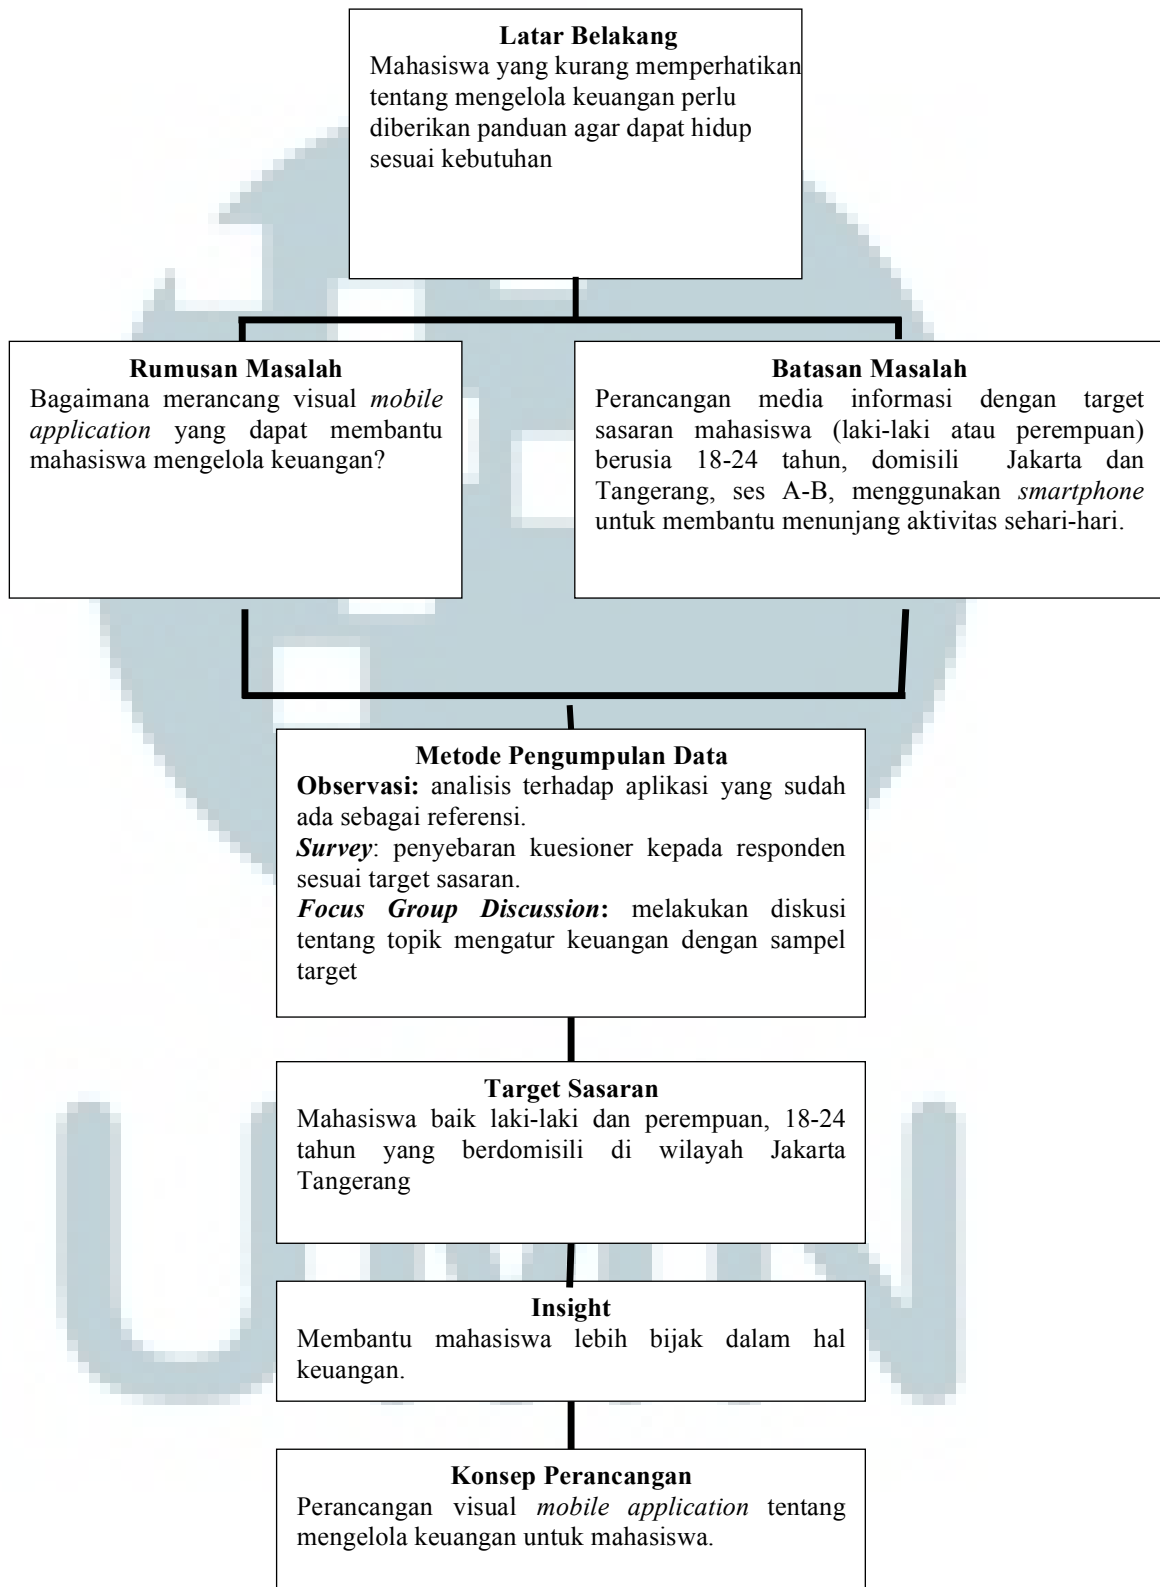 Latar Belakang
Mahasiswa yang kurang memperhatikan
tentang mengelola keuangan perlu
diberikan panduan agar dapat hidup
sesuai kebutuhan
Rumusan Masalah
Bagaimana merancang visual mobile
application yang dapat membantu
mahasiswa mengelola keuangan?
Batasan Masalah
Perancangan media informasi dengan target
sasaran mahasiswa (laki-laki atau perempuan)
berusia 18-24 tahun, domisili Jakarta dan
Tangerang, ses A-B, menggunakan smartphone
untuk membantu menunjang aktivitas sehari-hari.
Metode Pengumpulan Data
Observasi: analisis terhadap aplikasi yang sudah
ada sebagai referensi.
Survey: penyebaran kuesioner kepada responden
sesuai target sasaran.
Focus Group Discussion: melakukan diskusi
tentang topik mengatur keuangan dengan sampel
target
Target Sasaran
Mahasiswa baik laki-laki dan perempuan, 18-24
tahun yang berdomisili di wilayah Jakarta
Tangerang
Insight
Membantu mahasiswa lebih bijak dalam hal
keuangan.
Konsep Perancangan
Perancangan visual mobile application tentang
mengelola keuangan untuk mahasiswa.
UMN